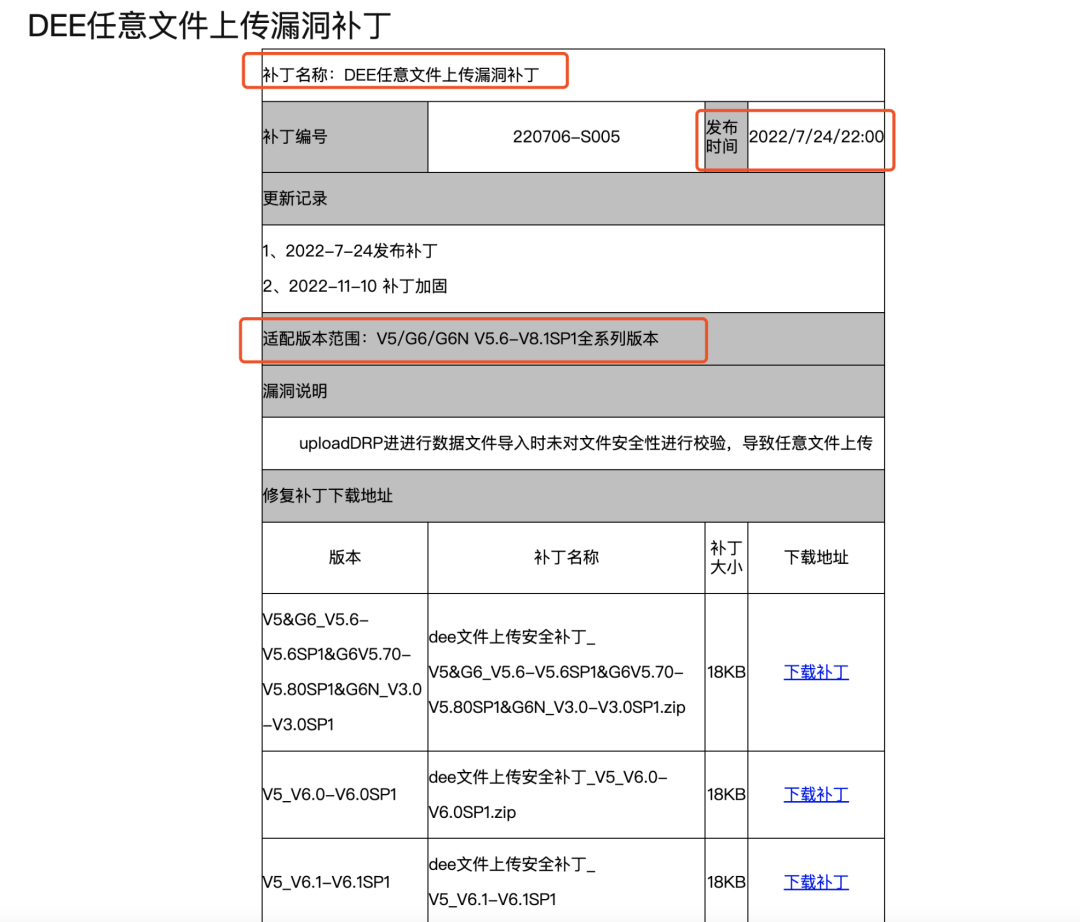 DEE任意文件上传漏洞补丁
补丁名称：DEE任意文件上传漏洞补丁
补丁编号
220706-S005
发布
时间
2022/7/24/22:00
更新记录
1、2022-7-24发布补丁
2、2022-11-10 补丁加固
适配版本范围：V5/G6/G6N V5.6-V8.1SP1全系列版本
漏洞说明
uploadDRP进进行数据文件导入时未对文件安全性进行校验，导致任意文件上传
修复补丁下载地址
版本
补丁名称
补丁
大小
下载地址
V5&G6_V5.6-
V5.6SP1&G6V5.70-
V5.80SP1&G6N_V3.0
-V3.0SP1
dee文件上传安全补丁_
V5&G6_V5.6-V5.6SP1&G6V5.70-
V5.80SP1&G6N_V3.0-V3.0SP1.zip
18KB
下载补丁
V5_V6.0-V6.0SP1
dee文件上传安全补丁_V5_V6.0-
V6.0SP1.zip
18KB
下载补丁
V5_V6.1-V6.1SP1
dee文件上传安全补丁_
V5_V6.1-V6.1SP1
18KB
下载补丁